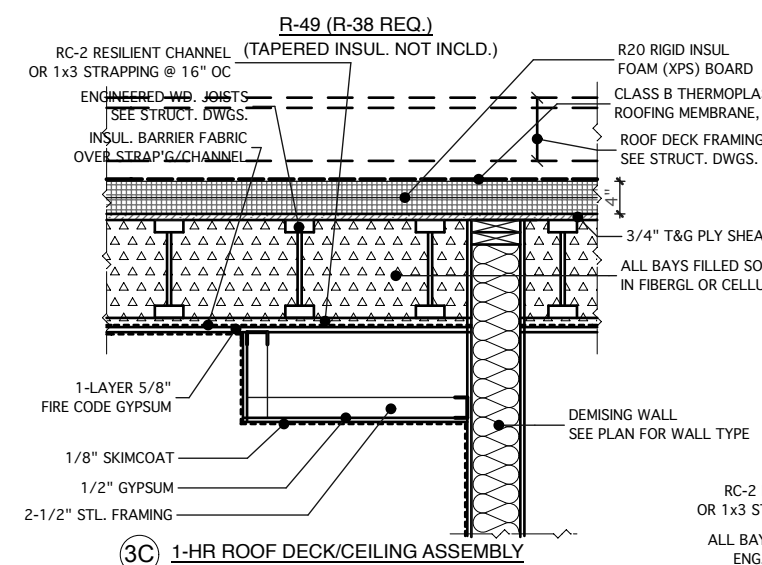 R-49 (R-38 REQ.)
(TAPERED INSUL. NOT INCLD.)
RC-2 RESILIENT CHANNEL
OR 1x3 STRAPPING @ 16" OC
ENGINEERED WD. JOISTS
SEE STRUCT. DWGS.
INSUL. BARRIER FABRIC
OVER STRAP'G/CHANNEL
R20 RIGID INSUL
FOAM (XPS) BOARD
CLASS B THERMOPLAS
ROOFING MEMBRANE,
ROOF DECK FRAMING
SEE STRUCT. DWGS.
4"
3/4" T&G PLY SHEA
ALL BAYS FILLED SO
IN FIBERGL OR CELLU
1-LAYER 5/8"
FIRE CODE GYPSUM
1/8" SKIMCOAT
1/2" GYPSUM
2-1/2" STL. FRAMING
DEMISING WALL
SEE PLAN FOR WALL TYPE
3C 1-HR ROOF DECK/CEILING ASSEMBLY
RC-2
OR 1x3 S
ALL BAY
ENG